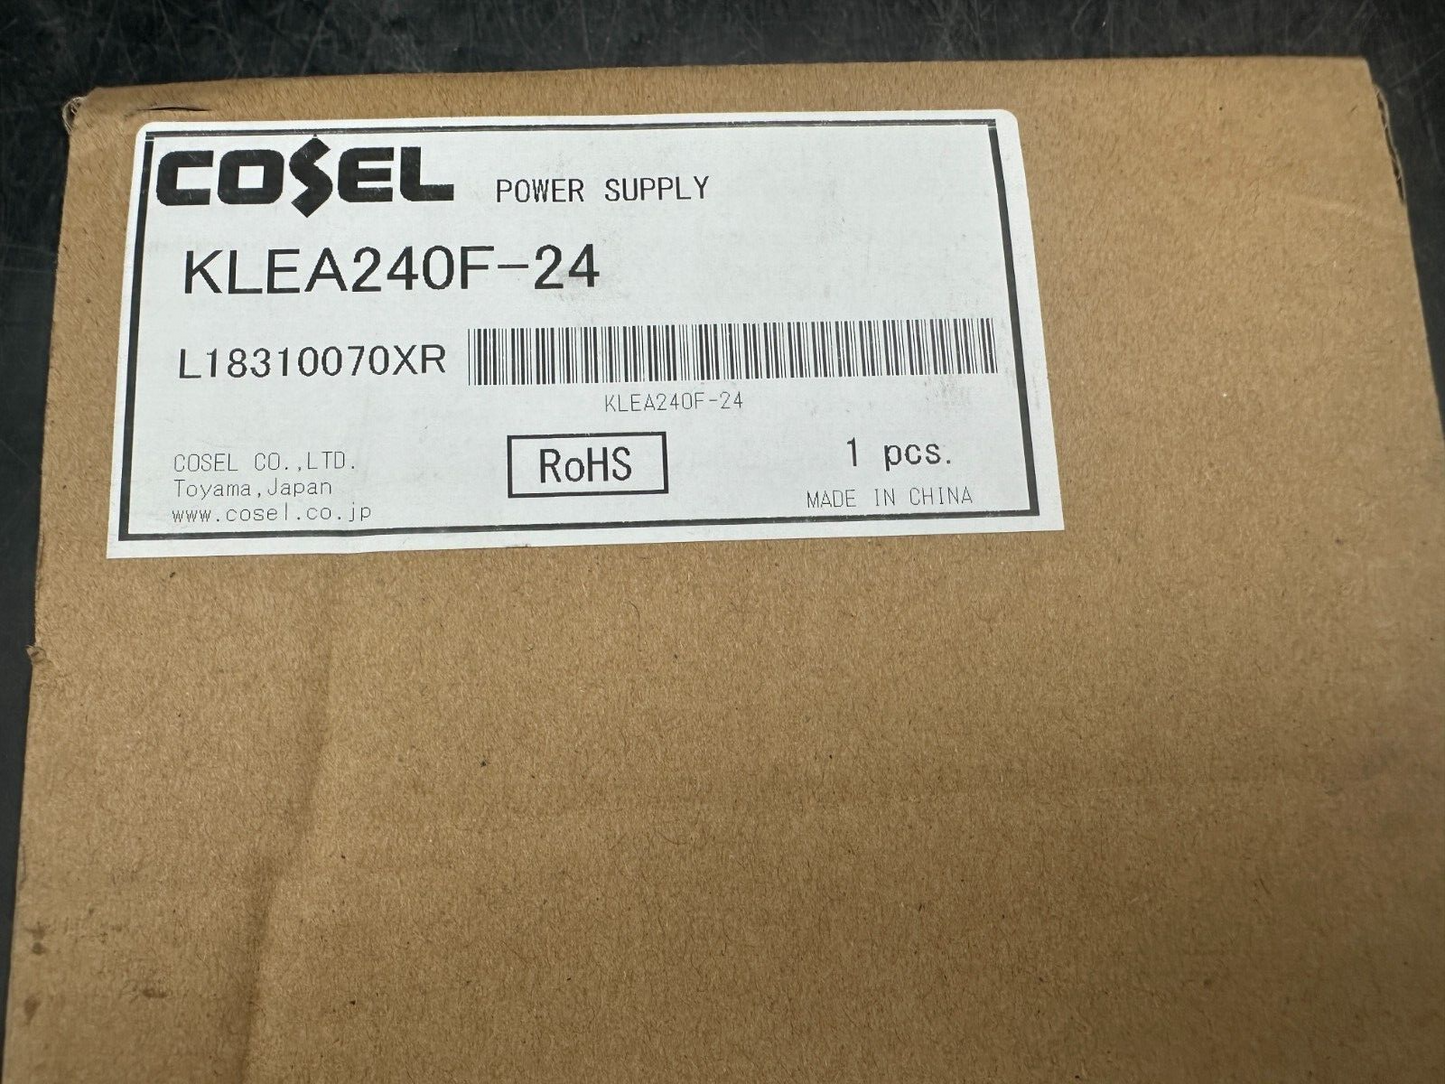 COSEL POWER SUPPLY
KLEA240F-24
L18310070XR
KLEA240F-24
COSEL CO.,LTD.
Toyama,Japan
www.cosel.co.jp
RoHS
1 pcs.
MADE IN CHINA